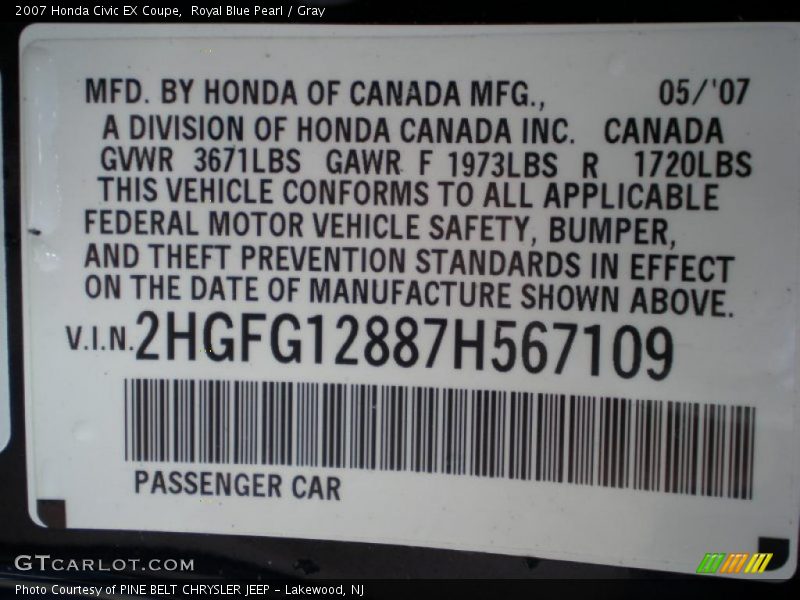 2007 Honda Civic EX Coupe,  Royal Blue Pearl / Gray
MFD. BY HONDA OF CANADA MFG., 05/'07
A DIVISION OF HONDA CANADA INC. CANADA
GVWR 3671LBS GAWR F 1973LBS R 1720LBS
THIS VEHICLE CONFORMS TO ALL APPLICABLE
FEDERAL MOTOR VEHICLE SAFETY, BUMPER,
AND THEFT PREVENTION STANDARDS IN EFFECT
ON THE DATE OF MANUFACTURE SHOWN ABOVE.
V.I.N. 2HGFG12887H567109
PASSENGER CAR
GTCARLOT.COM
Photo Courtesy of PINE BELT CHRYSLER JEEP - Lakewood, NJ